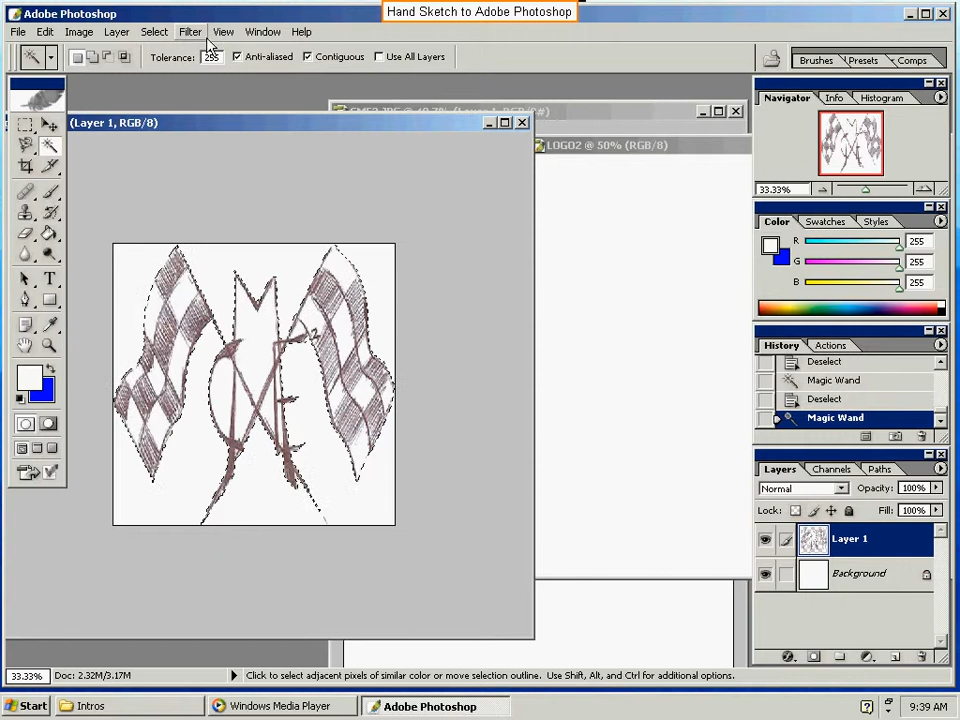 Hand Sketch to Adobe Photoshop
Adobe Photoshop
File Edit Image Layer Select Filter View Window Help
Tolerance: 255 Anti-aliased Contiguous Use All Layers
Brushes Presets Comps
Navigator Info Histogram
(Layer 1, RGB/8)
LOGO2 @ 50% (RGB/8)
33.33%
Color Swatches Styles
R 255
G 255
B 255
History Actions
Deselect
Magic Wand
Deselect
Magic Wand
Layers Channels Paths
Normal Opacity: 100%
Lock: Fill: 100%
Layer 1
Background
33.33% Doc: 2.32M/3.17M Click to select adjacent pixels of similar color or move selection outline. Use Shift, Alt, and Ctrl for additional options.
Start Intros Windows Media Player Adobe Photoshop 9:39 AM